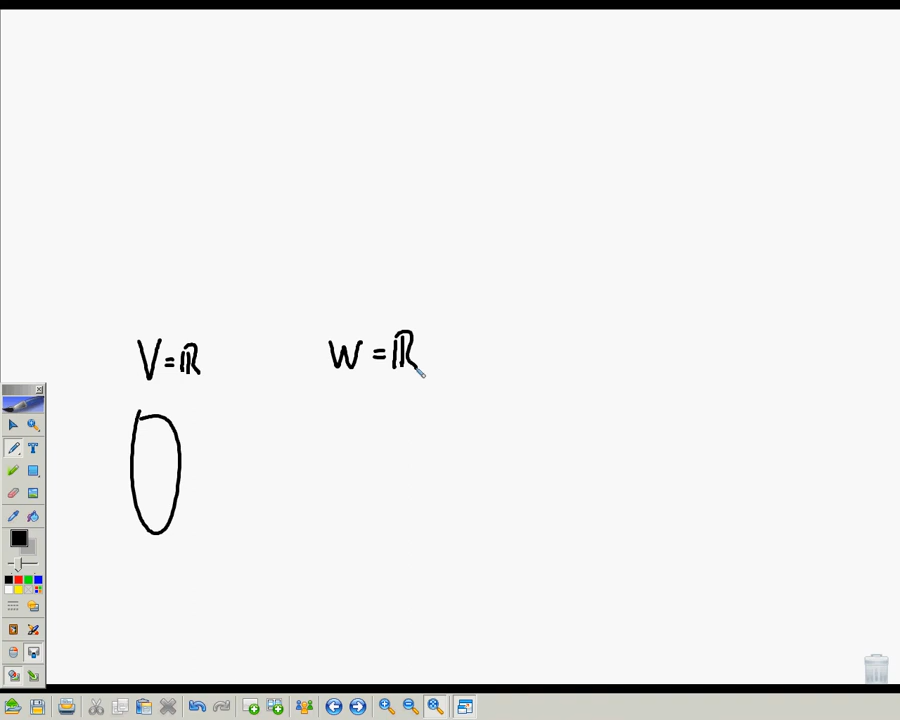 V = ℝ W = ℝ